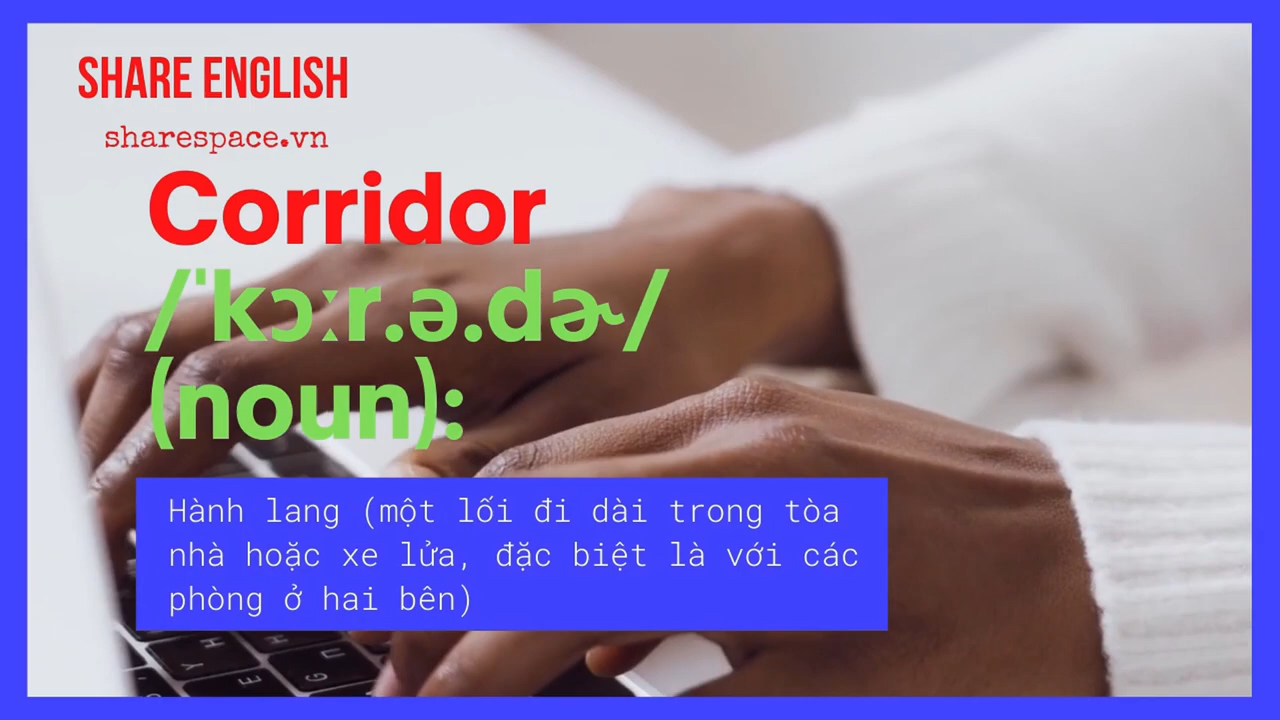 SHARE ENGLISH
sharespace.vn
Corridor
/ˈkɔːr.ə.dɚ/
(noun):
Hành lang (một lối đi dài trong tòa
nhà hoặc xe lửa, đặc biệt là với các
phòng ở hai bên)